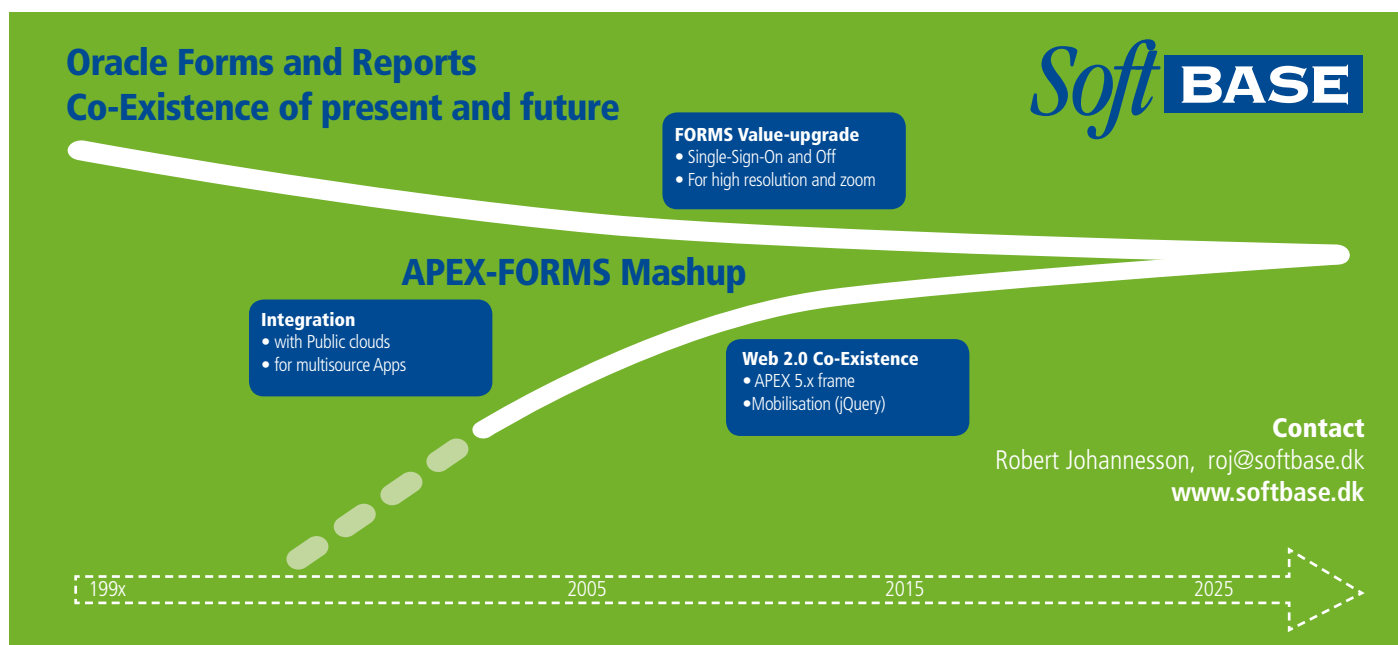 Oracle Forms and Reports
Co-Existence of present and future
Soft BASE
FORMS Value-upgrade
• Single-Sign-On and Off
• For high resolution and zoom
APEX-FORMS Mashup
Integration
• with Public clouds
• for multisource Apps
Web 2.0 Co-Existence
• APEX 5.x frame
•Mobilisation (jQuery)
Contact
Robert Johannesson, roj@softbase.dk
www.softbase.dk
199x 2005 2015 2025